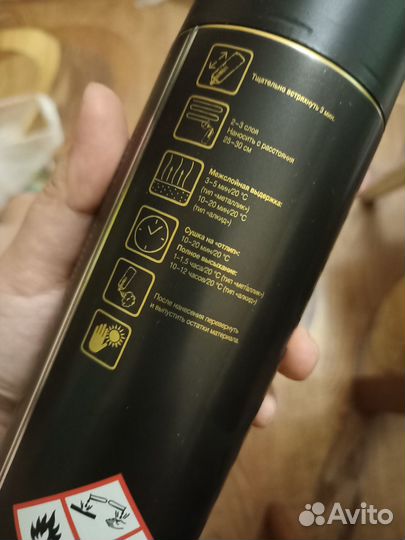 Тщательно встряхнуть 3 мин.
2–3 слоя
Наносить с расстояния
25–30 см
Межслойная выдержка:
3–5 мин/20 °C
(тип «металлик»)
10–20 мин/20 °C
(тип «алкид»)
Сушка на «отлип»:
10–20 мин/20 °C
Полное высыхание:
1–1,5 часа/20 °C (тип «металлик»)
10–12 часов/20 °C (тип «алкид»)
После нанесения перевернуть
и выпустить остатки материала.
Avito